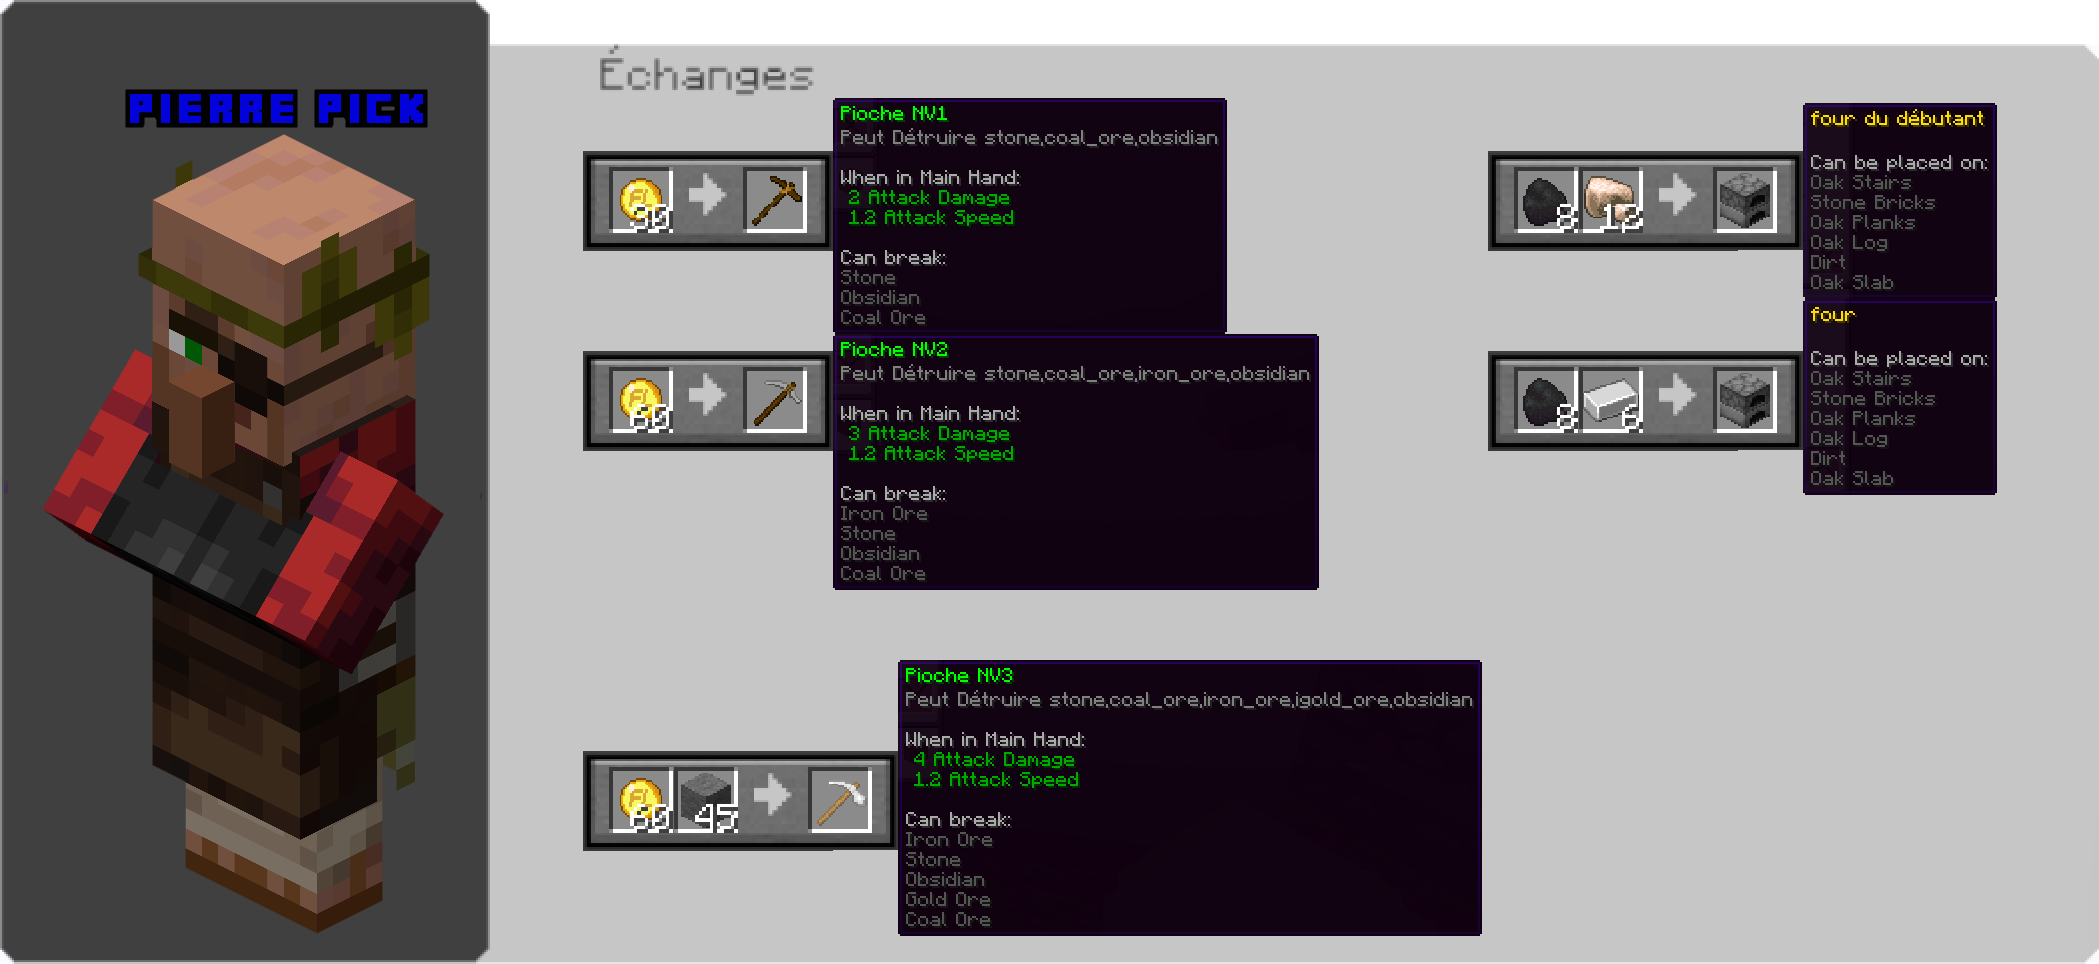 PIERRE PICK
Échanges
Pioche NV1
Peut Détruire stone,coal_ore,obsidian
When in Main Hand:
2 Attack Damage
1.2 Attack Speed
Can break:
Stone
Obsidian
Coal Ore
Pioche NV2
Peut Détruire stone,coal_ore,iron_ore,obsidian
When in Main Hand:
3 Attack Damage
1.2 Attack Speed
Can break:
Iron Ore
Stone
Obsidian
Coal Ore
60
Pioche NV3
Peut Détruire stone,coal_ore,iron_ore,igold_ore,obsidian
When in Main Hand:
4 Attack Damage
1.2 Attack Speed
Can break:
Iron Ore
Stone
Obsidian
Gold Ore
Coal Ore
45
four du débutant
Can be placed on:
Oak Stairs
Stone Bricks
Oak Planks
Oak Log
Dirt
Oak Slab
8
four
Can be placed on:
Oak Stairs
Stone Bricks
Oak Planks
Oak Log
Dirt
Oak Slab
8 6